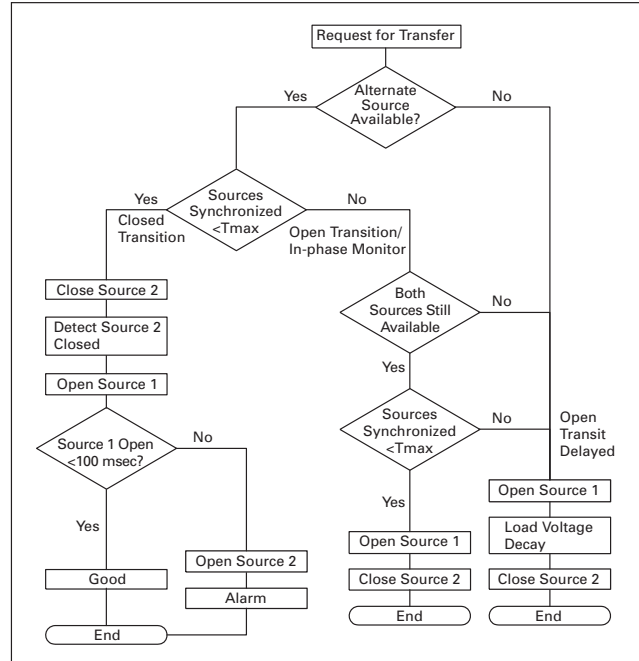 Request for Transfer
Alternate
Source
Available?
Yes
No
Sources
Synchronized
<Tmax
Yes
Closed
Transition
No
Open Transition/
In-phase Monitor
Close Source 2
Detect Source 2
Closed
Open Source 1
Source 1 Open
<100 msec?
No
Yes
Open Source 2
Good
Alarm
End
Both
Sources Still
Available
No
Yes
Sources
Synchronized
<Tmax
No
Yes
Open Source 1
Close Source 2
End
Open
Transit
Delayed
Open Source 1
Load Voltage
Decay
Close Source 2
End